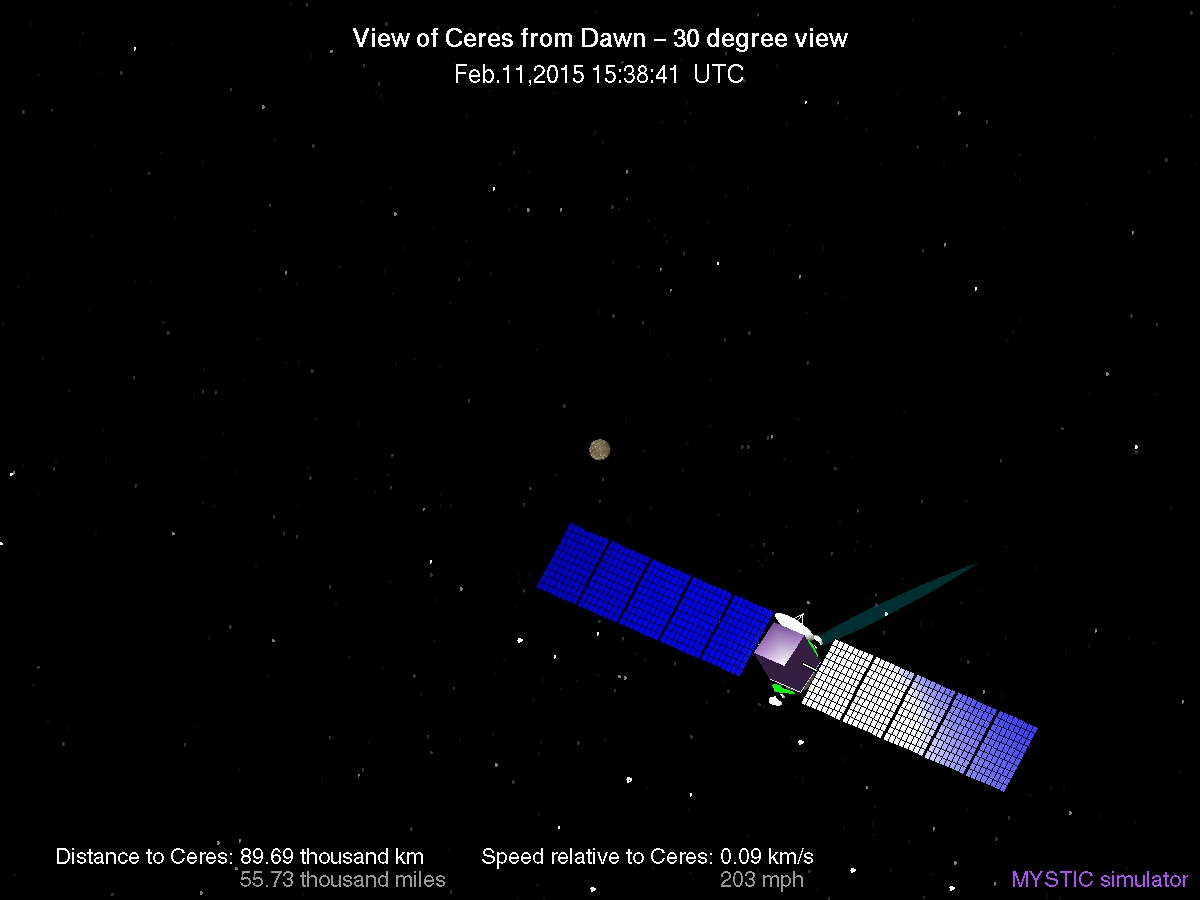 View of Ceres from Dawn – 30 degree view
Feb.11,2015 15:38:41 UTC
Distance to Ceres: 89.69 thousand km Speed relative to Ceres: 0.09 km/s
55.73 thousand miles 203 mph
MYSTIC simulator